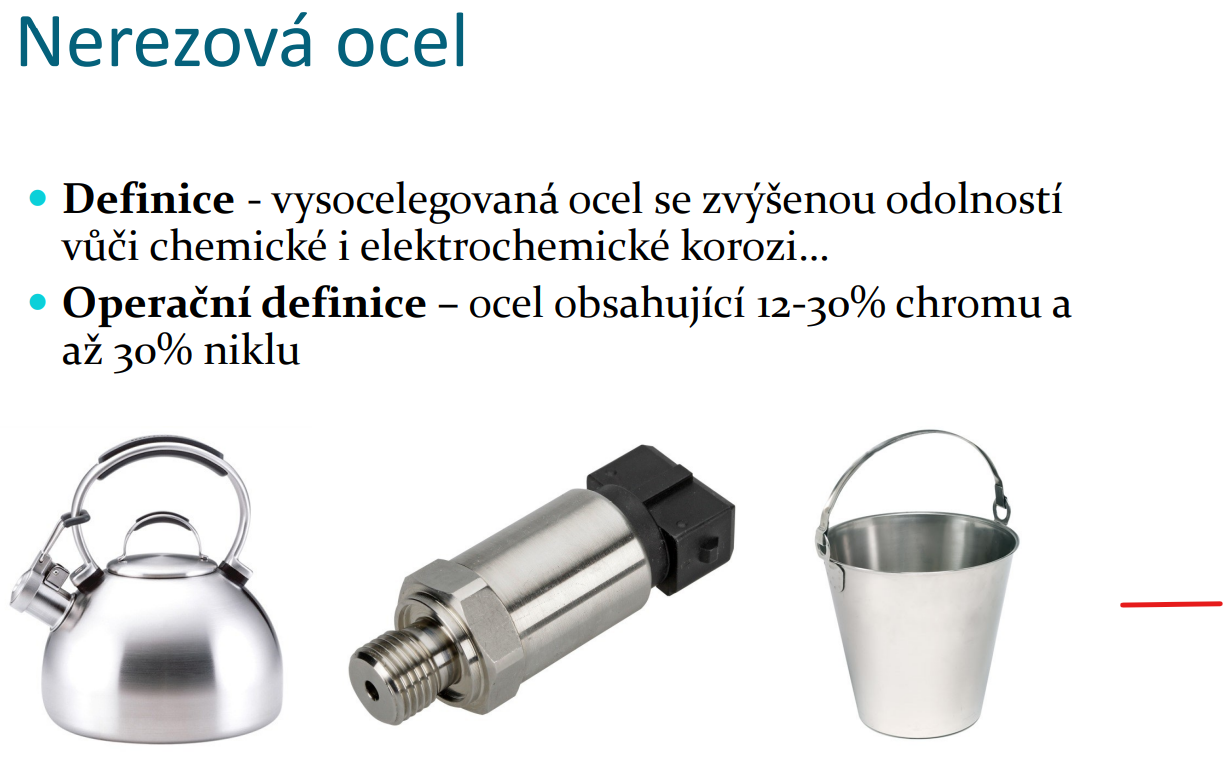 Nerezová ocel
• Definice - vysocelegovaná ocel se zvýšenou odolností
vůči chemické i elektrochemické korozi...
• Operační definice – ocel obsahující 12-30% chromu a
až 30% niklu